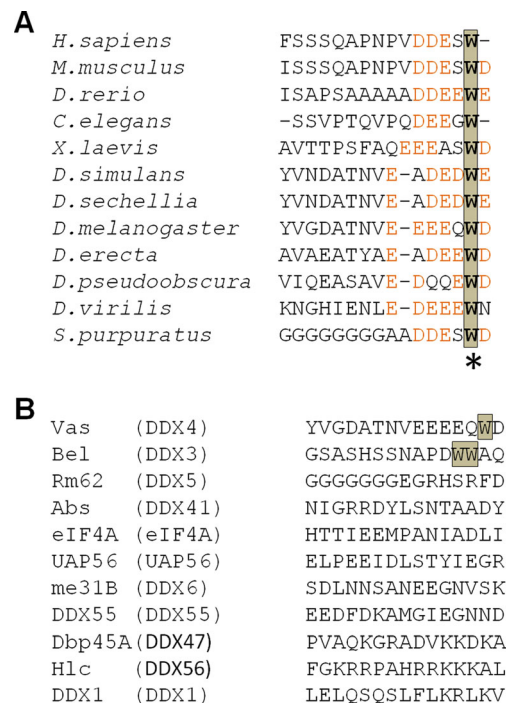 A
H.sapiens FSSSQAPNPVDDESW-
M.musculus ISSSQAPNPVDDESWD
D.rerio ISAPSAAAAADDEEWE
C.elegans -SSVPTQVPQDEEGW-
X.laevis AVTTPSFAQEEEASWD
D.simulans YVNDATNVE-ADEDWE
D.sechellia YVNDATNVE-ADEDWE
D.melanogaster YVGDATNVE-EEEQWD
D.erecta AVAEATYAE-ADEEWD
D.pseudoobscura VIQEASAVE-DQQEWD
D.virilis KNGHIENLE-DEEEWN
S.purpuratus GGGGGGGGAADDESWD
*
B
Vas (DDX4) YVGDATNVEEEEQWD
Bel (DDX3) GSASHSSNAPDWWAQ
Rm62 (DDX5) GGGGGGGEGRHSRFD
Abs (DDX41) NIGRRDYLSNTAADY
eIF4A (eIF4A) HTTIEEMPANIADLI
UAP56 (UAP56) ELPEEIDLSTYIEGR
me31B (DDX6) SDLNNSANEEGNVSK
DDX55 (DDX55) EEDFDKAMGIEGNND
Dbp45A (DDX47) PVAQKGRADVKKDKA
Hlc (DDX56) FGKRRPAHRRKKKAL
DDX1 (DDX1) LELQSQSLFLKRLKV